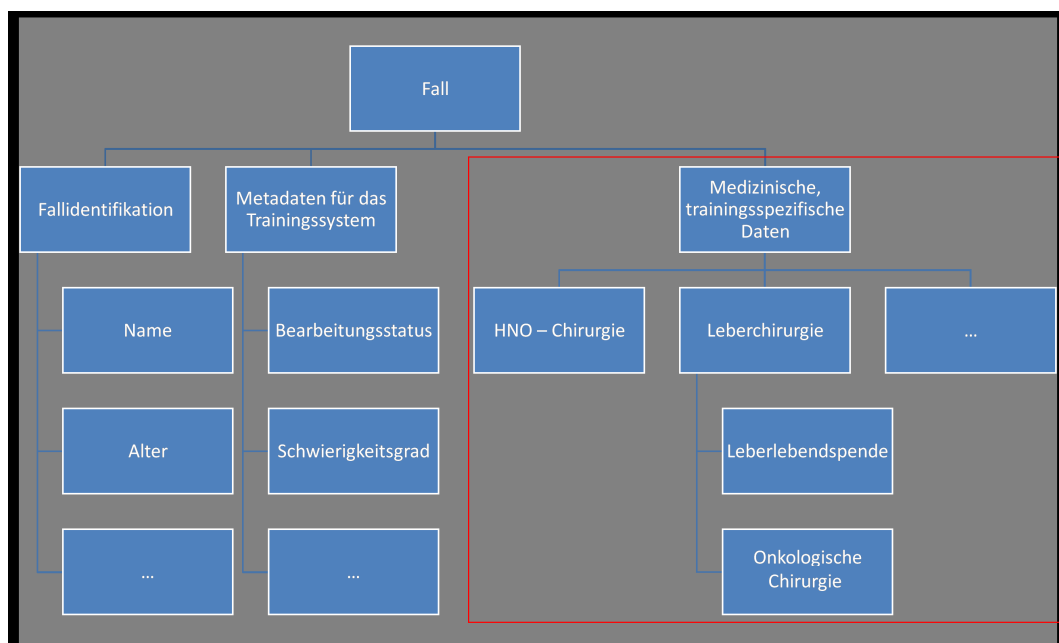 Fall
Fallidentifikation
Metadaten für das
Trainingssystem
Medizinische,
trainingsspezifische
Daten
Name
Bearbeitungsstatus
HNO – Chirurgie
Leberchirurgie
...
Alter
Schwierigkeitsgrad
Leberlebendspende
...
...
Onkologische
Chirurgie